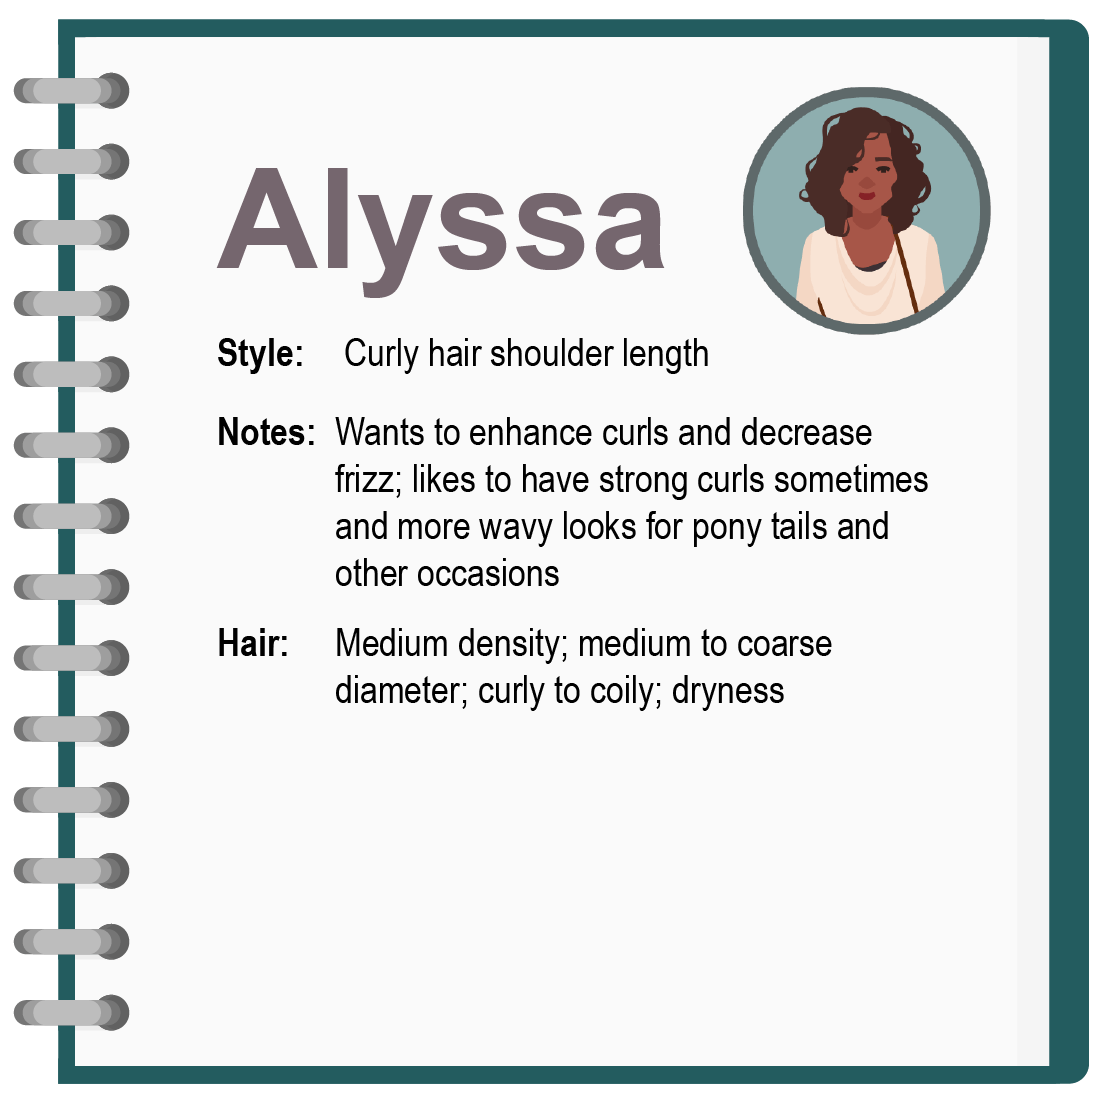 Alyssa
Style: Curly hair shoulder length
Notes: Wants to enhance curls and decrease
frizz; likes to have strong curls sometimes
and more wavy looks for pony tails and
other occasions
Hair: Medium density; medium to coarse
diameter; curly to coily; dryness